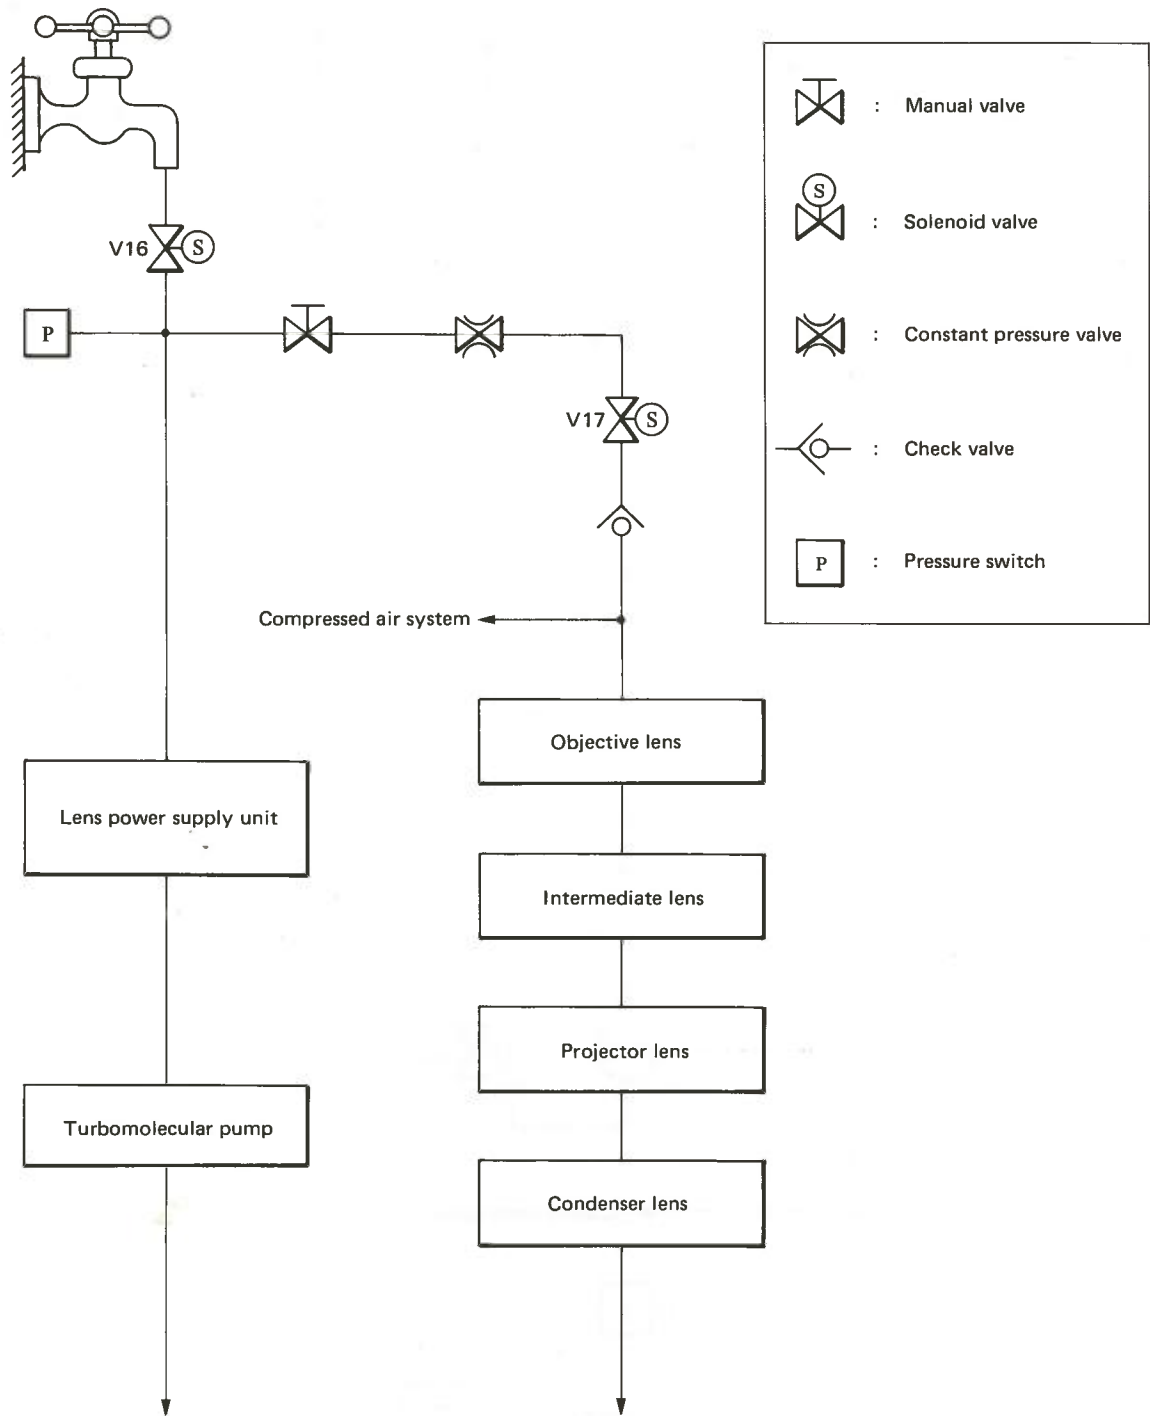 V16 S
P
V17 S
Compressed air system
Objective lens
Lens power supply unit
Intermediate lens
Projector lens
Turbomolecular pump
Condenser lens
: Manual valve
S
: Solenoid valve
: Constant pressure valve
: Check valve
P : Pressure switch